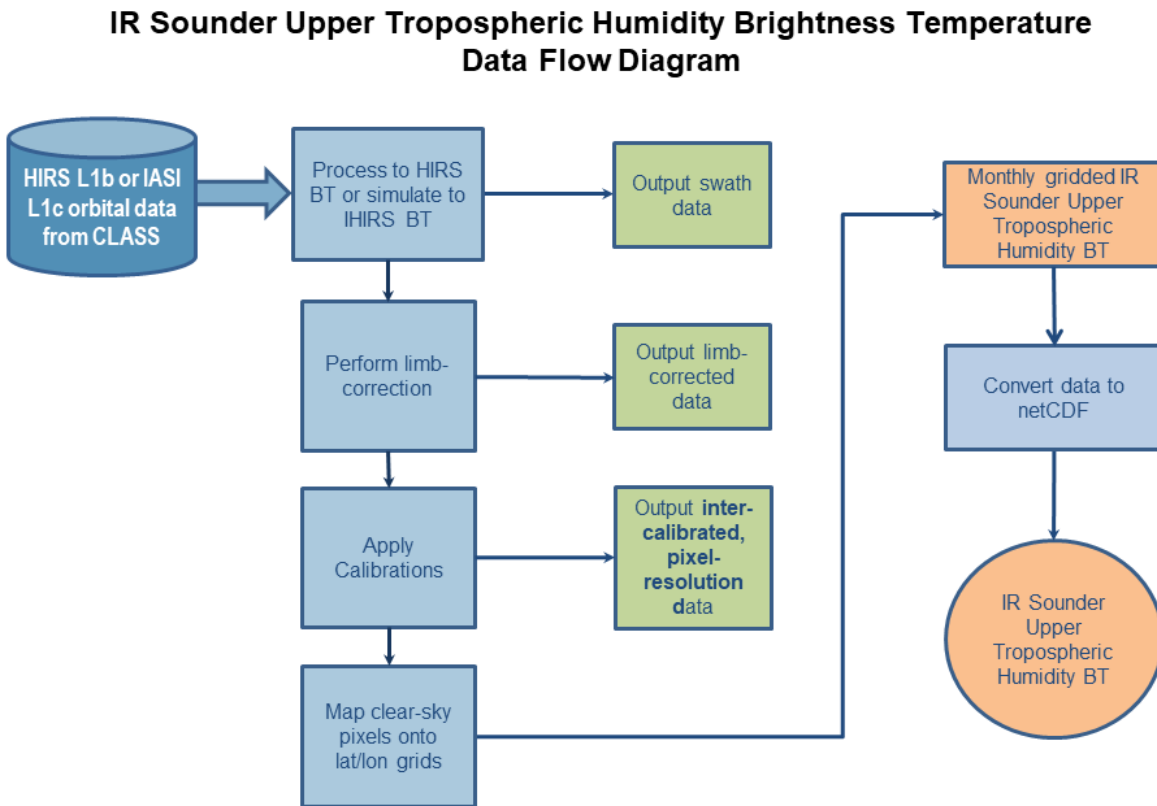 IR Sounder Upper Tropospheric Humidity Brightness Temperature
Data Flow Diagram
HIRS L1b or IASI
L1c orbital data
from CLASS
Process to HIRS
BT or simulate to
IHIRS BT
Output swath
data
Perform limb-
correction
Output limb-
corrected
data
Apply
Calibrations
Output inter-
calibrated,
pixel-
resolution
data
Map clear-sky
pixels onto
lat/lon grids
Monthly gridded IR
Sounder Upper
Tropospheric
Humidity BT
Convert data to
netCDF
IR Sounder
Upper
Tropospheric
Humidity BT